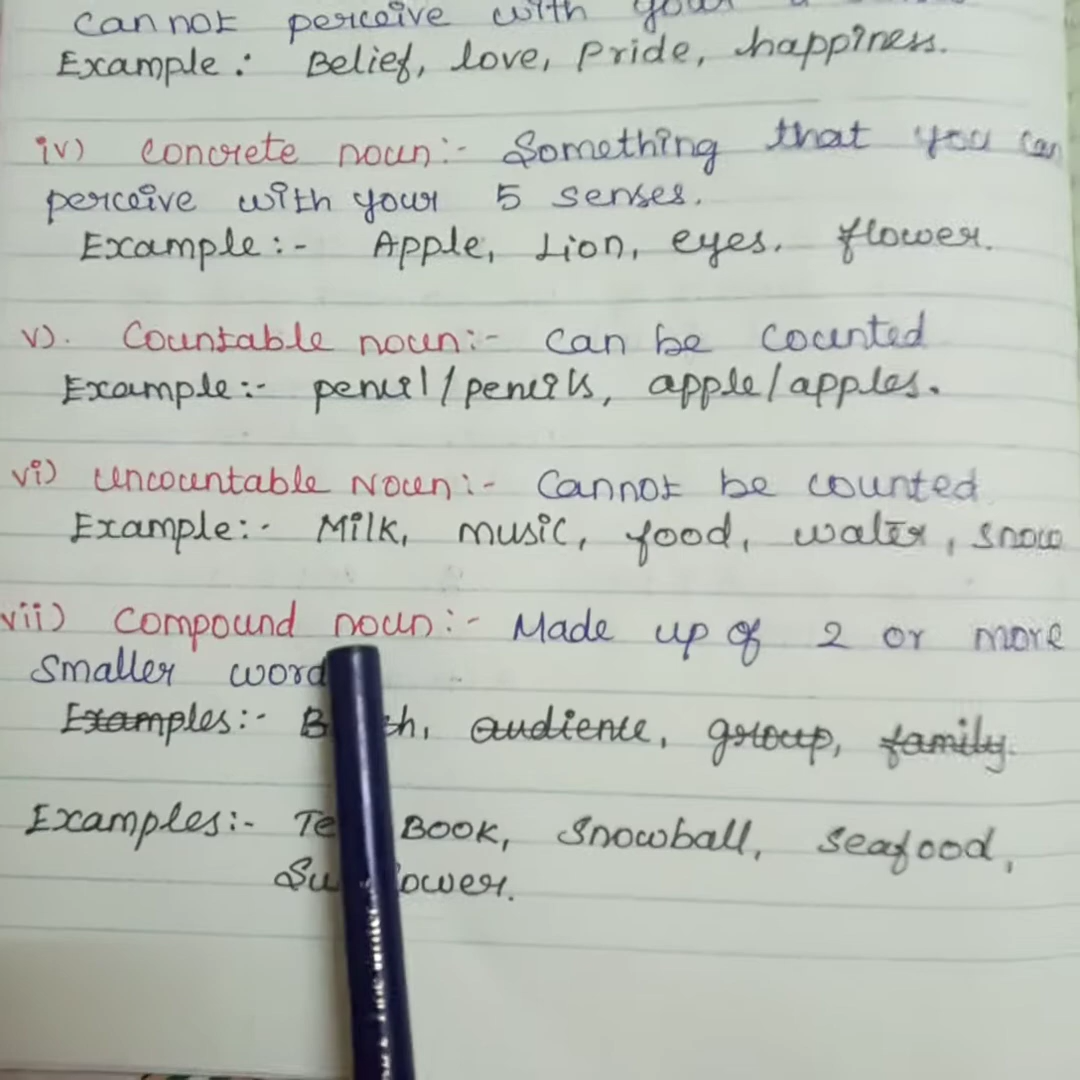 cannot perceive with your
Example: Belief, love, Pride, happiness.
iv) Concrete noun:- Something that you can
perceive with your 5 senses.
Example:- Apple, Lion, eyes. flower.
v). Countable noun:- Can be counted
Example:- pencil/pencils, apple/apples.
vi) Uncountable Noun:- Cannot be counted
Example:- Milk, music, food, water, snow
vii) Compound noun:- Made up of 2 or more
Smaller word
Examples:- audience, group, family.
Examples:- Book, Snowball, Seafood,